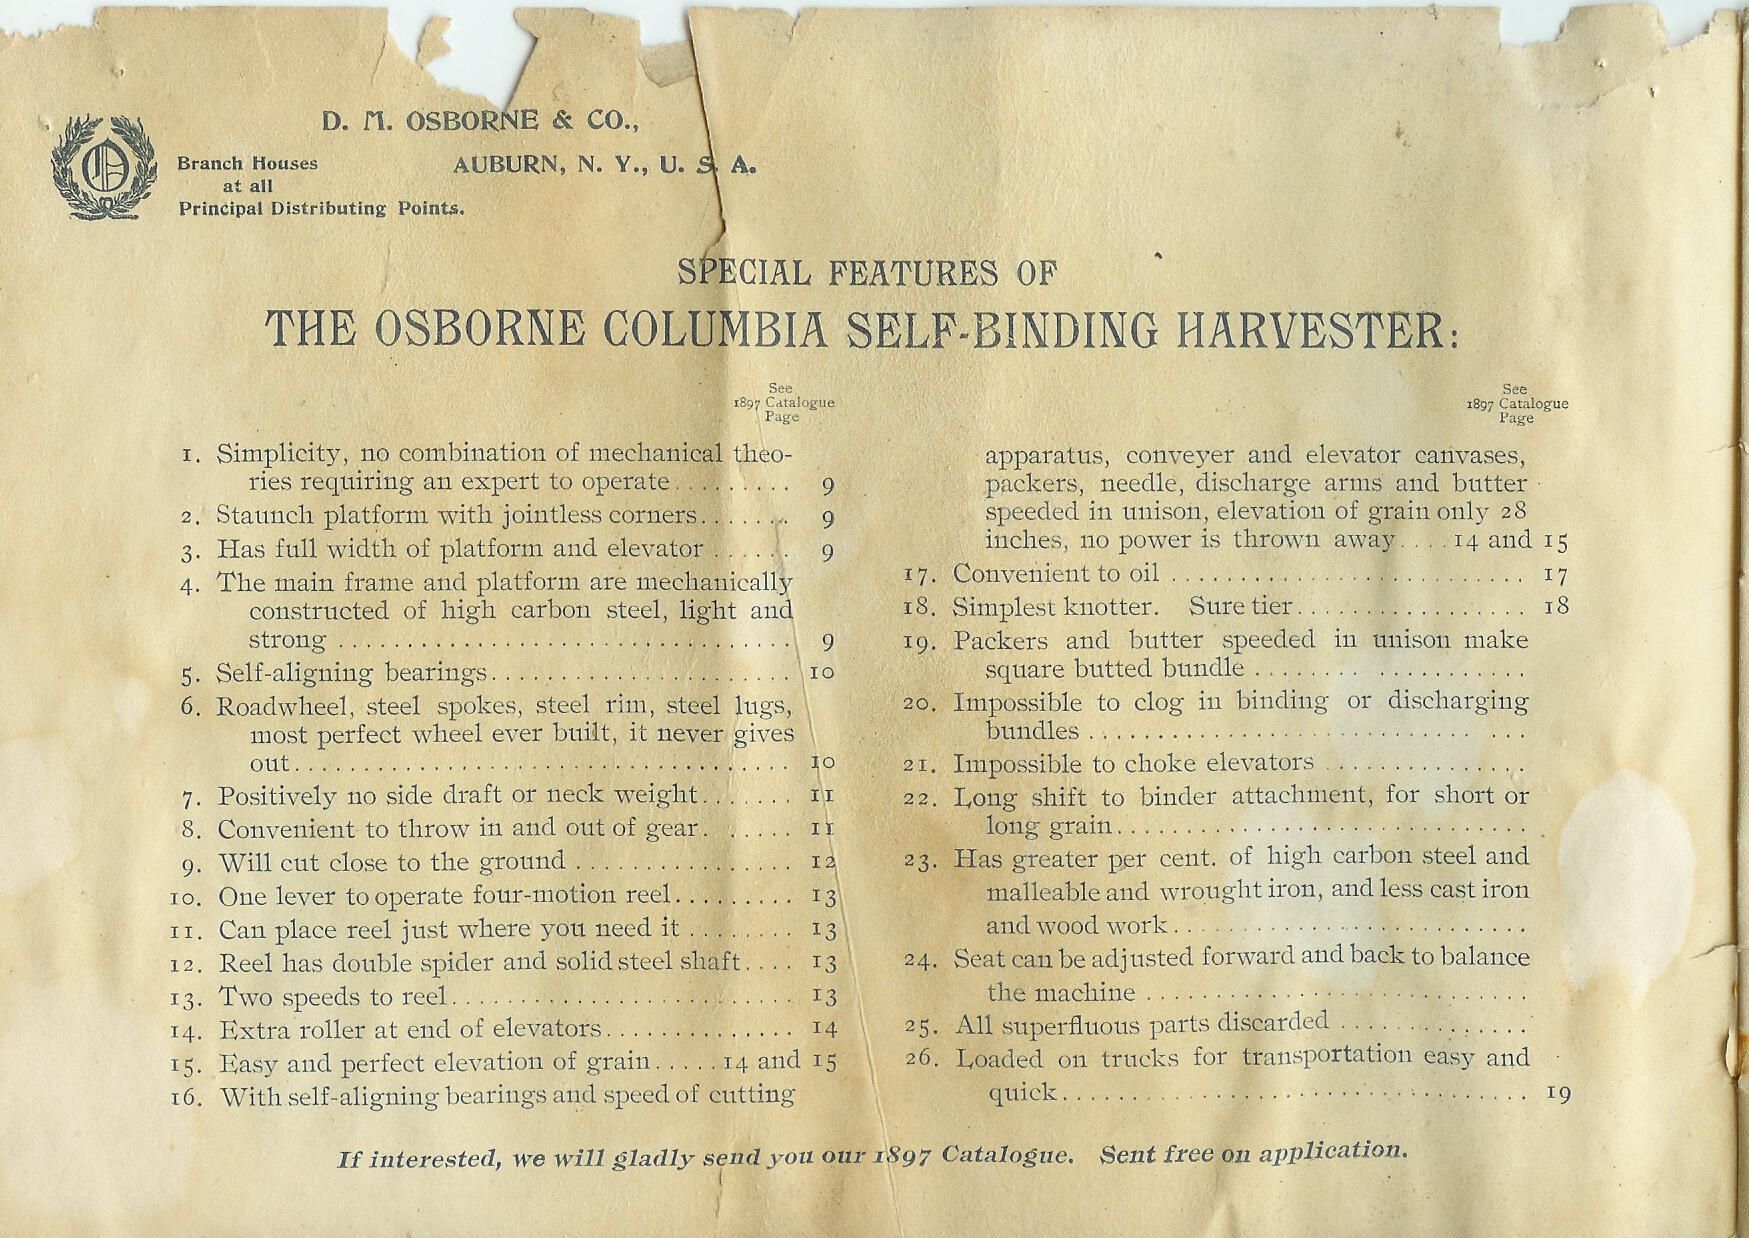 D. M. OSBORNE & CO.,
AUBURN, N. Y., U. S. A.
Branch Houses
at all
Principal Distributing Points.
O
SPECIAL FEATURES OF
THE OSBORNE COLUMBIA SELF-BINDING HARVESTER:
See
1897 Catalogue
Page
1. Simplicity, no combination of mechanical theo-
ries requiring an expert to operate......... 9
2. Staunch platform with jointless corners....... 9
3. Has full width of platform and elevator ...... 9
4. The main frame and platform are mechanically
constructed of high carbon steel, light and
strong ................................. 9
5. Self-aligning bearings...................... 10
6. Roadwheel, steel spokes, steel rim, steel lugs,
most perfect wheel ever built, it never gives
out.................................... 10
7. Positively no side draft or neck weight....... 11
8. Convenient to throw in and out of gear....... 11
9. Will cut close to the ground ................ 12
10. One lever to operate four-motion reel......... 13
11. Can place reel just where you need it ........ 13
12. Reel has double spider and solid steel shaft.... 13
13. Two speeds to reel......................... 13
14. Extra roller at end of elevators.............. 14
15. Easy and perfect elevation of grain.....14 and 15
16. With self-aligning bearings and speed of cutting
See
1897 Catalogue
Page
apparatus, conveyer and elevator canvases,
packers, needle, discharge arms and butter
speeded in unison, elevation of grain only 28
inches, no power is thrown away....14 and 15
17. Convenient to oil .......................... 17
18. Simplest knotter. Sure tier................. 18
19. Packers and butter speeded in unison make
square butted bundle ........ ...........
20. Impossible to clog in binding or discharging
bundles ............................ ...
21. Impossible to choke elevators ...............
22. Long shift to binder attachment, for short or
long grain...............................
23. Has greater per cent. of high carbon steel and
malleable and wrought iron, and less cast iron
and wood work..........................
24. Seat can be adjusted forward and back to balance
the machine ............................
25. All superfluous parts discarded ..............
26. Loaded on trucks for transportation easy and
quick.................................. 19
If interested, we will gladly send you our 1897 Catalogue. Sent free on application.